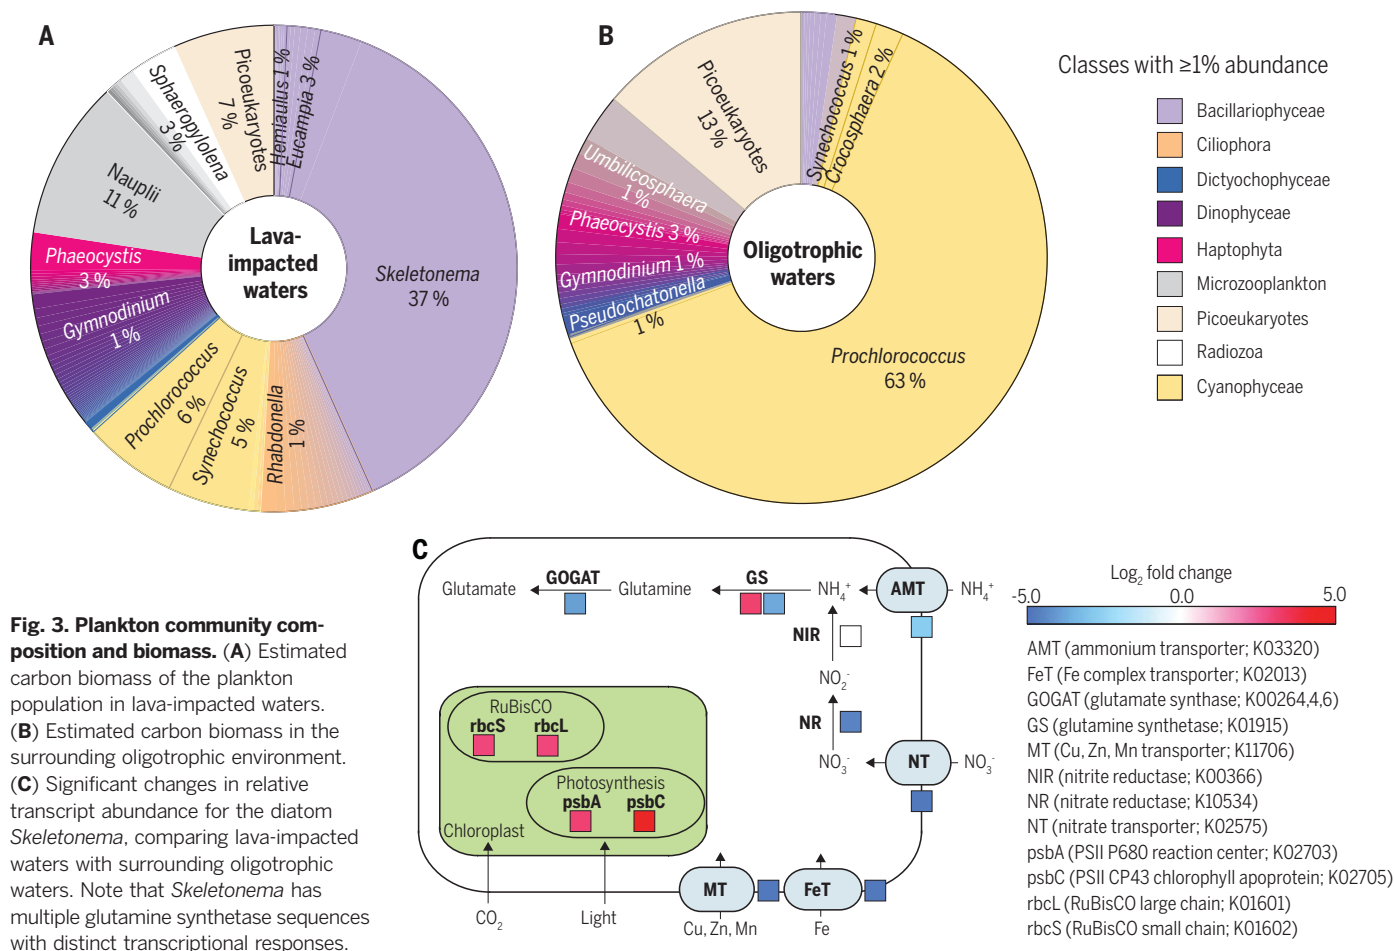 A
Hemiaulus 1 %
Eucampia 3 %
Skeletonema
37 %
Rhabdonella
1 %
Synechococcus
5 %
Prochlorococcus
6 %
Gymnodinium
1 %
Phaeocystis
3 %
Nauplii
11 %
Sphaeropylolena
3 %
Picoeukaryotes
7 %
Lava-
impacted
waters
B
Synechococcus 1 %
Crocosphaera 2 %
Prochlorococcus
63 %
Pseudochatonella
1 %
Gymnodinium 1 %
Phaeocystis 3 %
Umbilicosphaera
1 %
Picoeukaryotes
13 %
Oligotrophic
waters
Classes with ≥1% abundance
Bacillariophyceae
Ciliophora
Dictyochophyceae
Dinophyceae
Haptophyta
Microzooplankton
Picoeukaryotes
Radiozoa
Cyanophyceae
Fig. 3. Plankton community com-
position and biomass. (A) Estimated
carbon biomass of the plankton
population in lava-impacted waters.
(B) Estimated carbon biomass in the
surrounding oligotrophic environment.
(C) Significant changes in relative
transcript abundance for the diatom
Skeletonema, comparing lava-impacted
waters with surrounding oligotrophic
waters. Note that Skeletonema has
multiple glutamine synthetase sequences
with distinct transcriptional responses.
C
Glutamate
GOGAT
Glutamine
GS
NH₄⁺
AMT
NH₄⁺
NIR
NO₂⁻
NR
NO₃⁻
NT
NO₃⁻
RuBisCO
rbcS
rbcL
Photosynthesis
psbA
psbC
Chloroplast
MT
FeT
CO₂
Light
Cu, Zn, Mn
Fe
Log₂ fold change
-5.0
0.0
5.0
AMT (ammonium transporter; K03320)
FeT (Fe complex transporter; K02013)
GOGAT (glutamate synthase; K00264,4,6)
GS (glutamine synthetase; K01915)
MT (Cu, Zn, Mn transporter; K11706)
NIR (nitrite reductase; K00366)
NR (nitrate reductase; K10534)
NT (nitrate transporter; K02575)
psbA (PSII P680 reaction center; K02703)
psbC (PSII CP43 chlorophyll apoprotein; K02705)
rbcL (RuBisCO large chain; K01601)
rbcS (RuBisCO small chain; K01602)